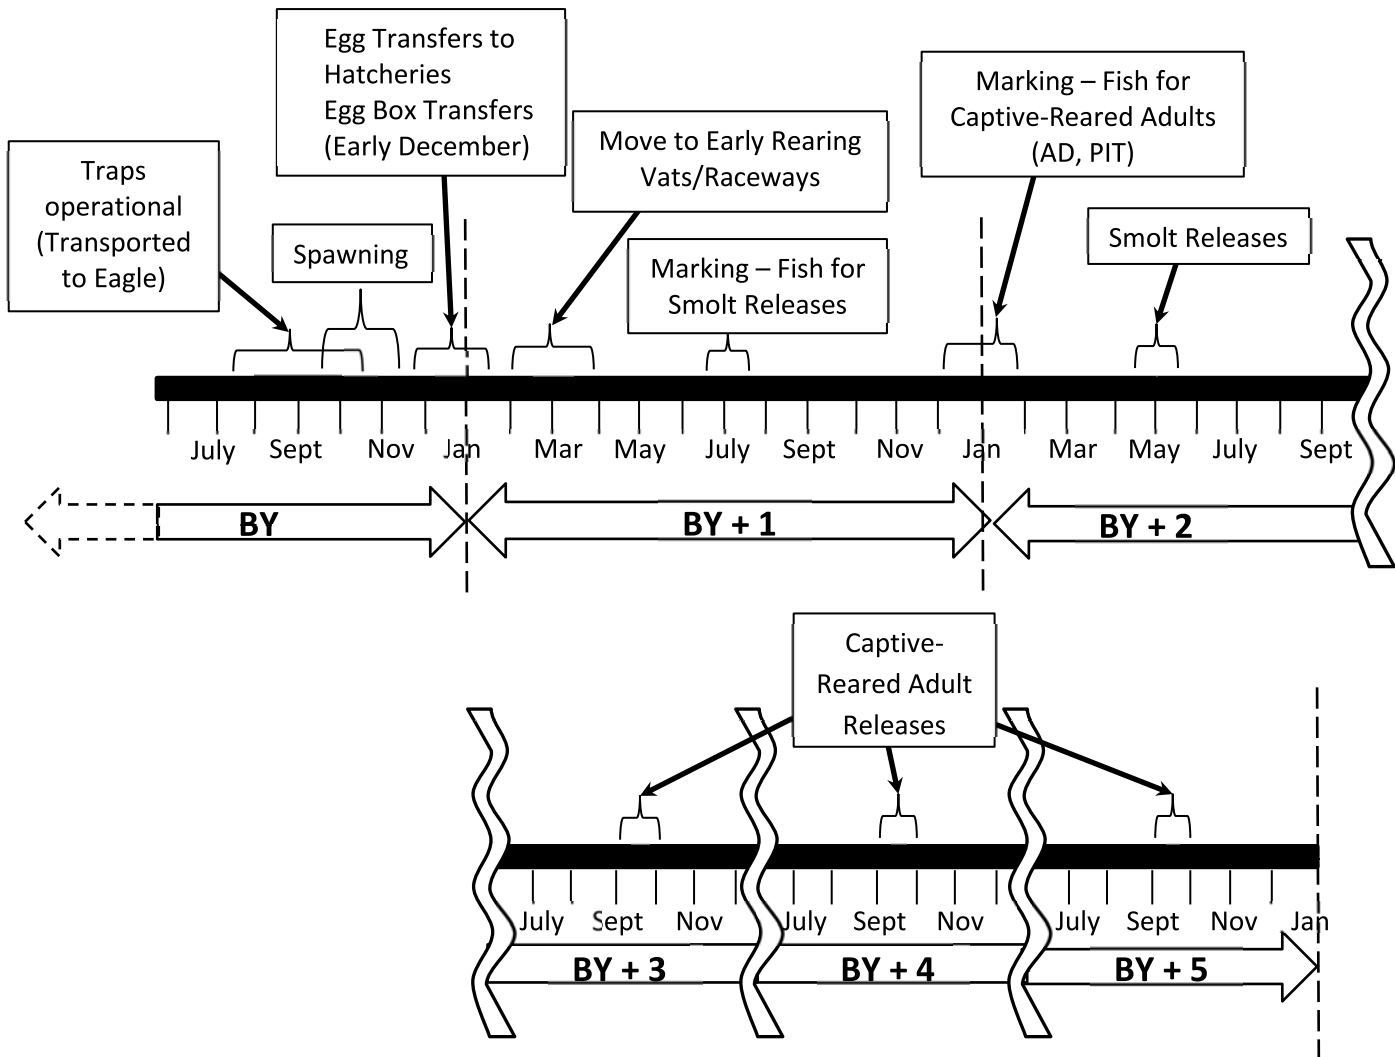 Egg Transfers to
Hatcheries
Egg Box Transfers
(Early December)
Marking – Fish for
Captive-Reared Adults
(AD, PIT)
Move to Early Rearing
Vats/Raceways
Traps
operational
(Transported
to Eagle)
Spawning
Marking – Fish for
Smolt Releases
Smolt Releases
July Sept Nov Jan Mar May July Sept Nov Jan Mar May July Sept
BY BY + 1 BY + 2
Captive-
Reared Adult
Releases
July Sept Nov July Sept Nov July Sept Nov Jan
BY + 3 BY + 4 BY + 5